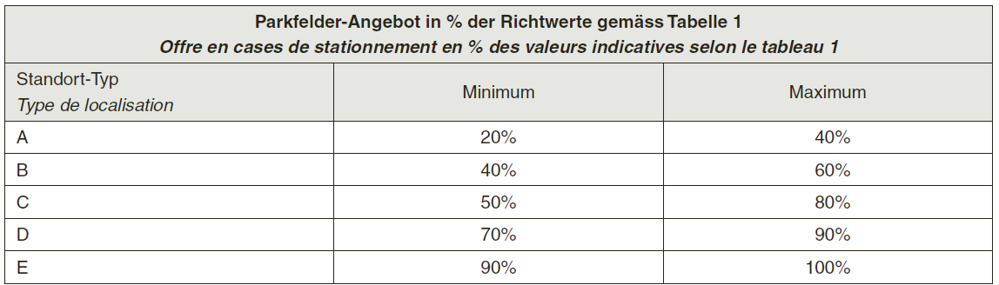 Parkfelder-Angebot in % der Richtwerte gemäss Tabelle 1
Offre en cases de stationnement en % des valeurs indicatives selon le tableau 1
Standort-Typ
Type de localisation
Minimum
Maximum
A 20% 40%
B 40% 60%
C 50% 80%
D 70% 90%
E 90% 100%